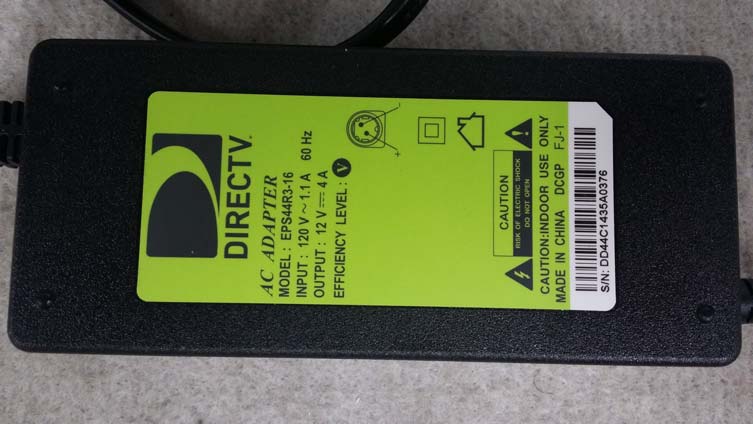 DIRECTV
AC ADAPTER
MODEL : EPS44R3-16
INPUT : 120 V ~ 1.1 A 60 Hz
OUTPUT : 12 V ⎓ 4 A
EFFICIENCY LEVEL : V
- +
CAUTION
RISK OF ELECTRIC SHOCK
DO NOT OPEN
CAUTION:INDOOR USE ONLY
MADE IN CHINA DCGP FJ-1
S/N: DD44C1435A0376